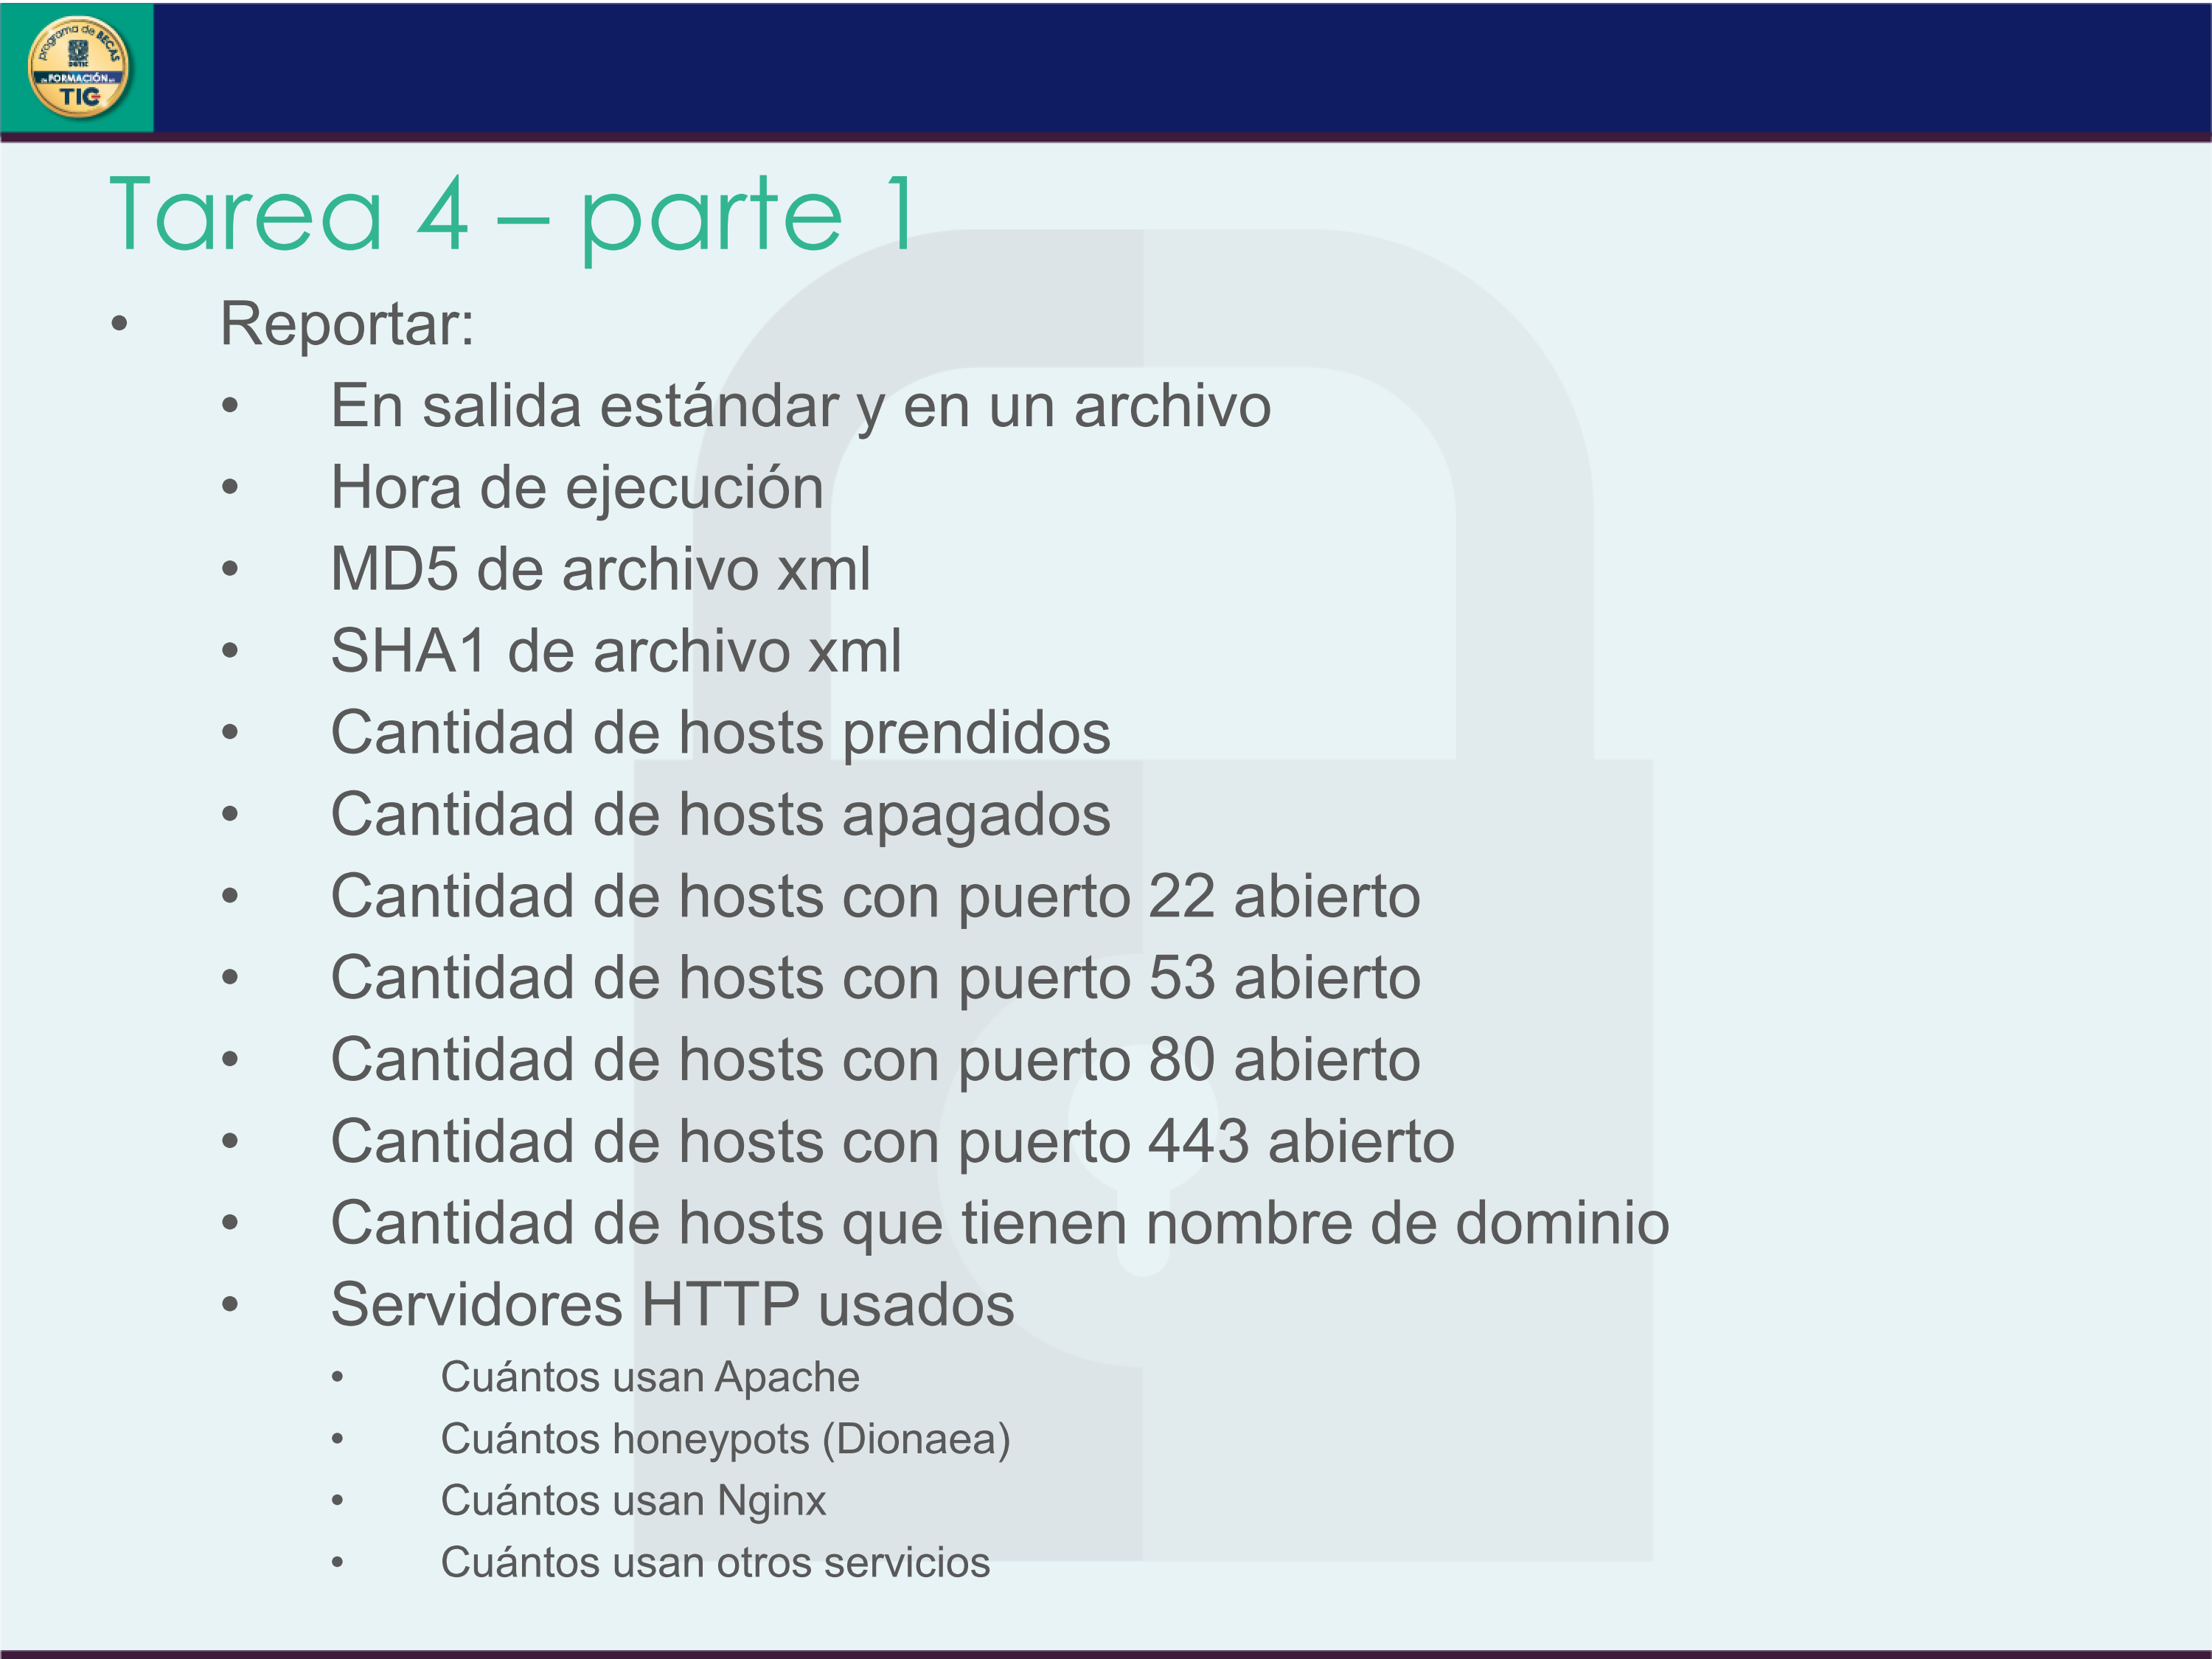 programa de BECAS
DGTIC
de FORMACIÓN en
TIC
Tarea 4 – parte 1
• Reportar:
• En salida estándar y en un archivo
• Hora de ejecución
• MD5 de archivo xml
• SHA1 de archivo xml
• Cantidad de hosts prendidos
• Cantidad de hosts apagados
• Cantidad de hosts con puerto 22 abierto
• Cantidad de hosts con puerto 53 abierto
• Cantidad de hosts con puerto 80 abierto
• Cantidad de hosts con puerto 443 abierto
• Cantidad de hosts que tienen nombre de dominio
• Servidores HTTP usados
• Cuántos usan Apache
• Cuántos honeypots (Dionaea)
• Cuántos usan Nginx
• Cuántos usan otros servicios